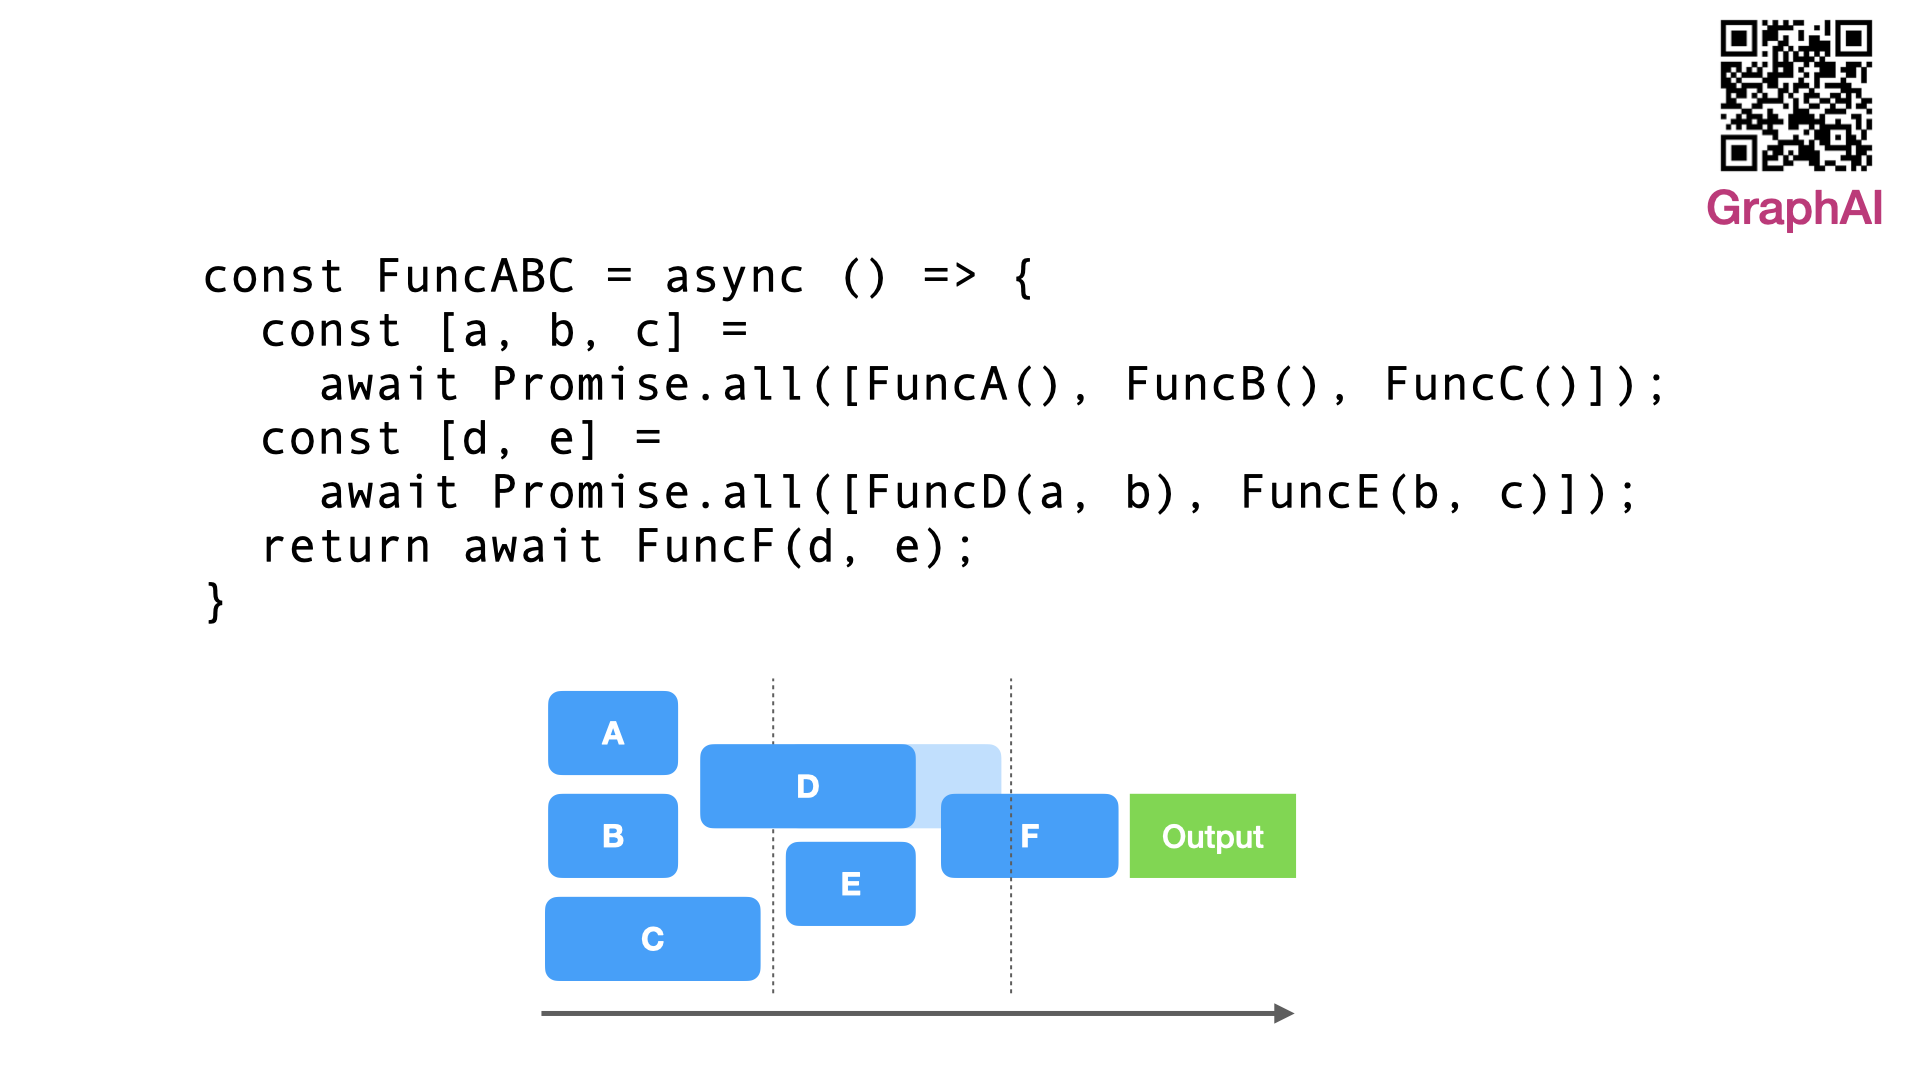 GraphAI
const FuncABC = async () => {
  const [a, b, c] =
    await Promise.all([FuncA(), FuncB(), FuncC()]);
  const [d, e] =
    await Promise.all([FuncD(a, b), FuncE(b, c)]);
  return await FuncF(d, e);
}
A
D
B
F
Output
E
C